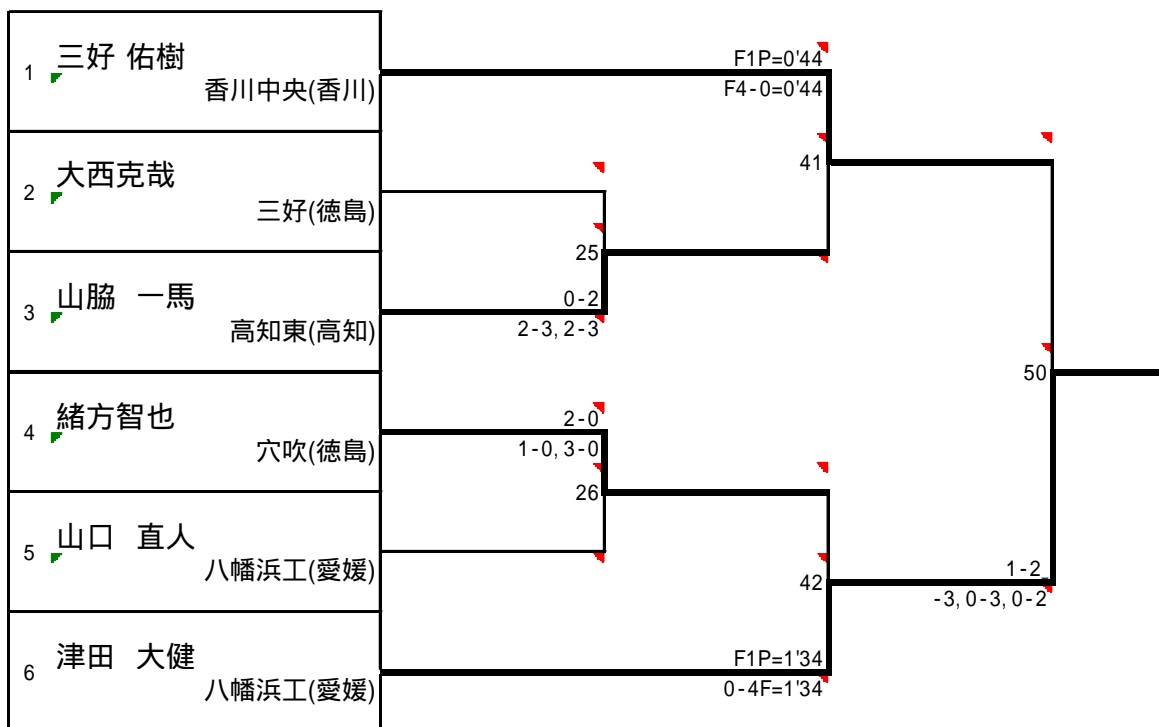 1
三好 佑樹
香川中央(香川)
F1P=0'44
F4-0=0'44
41
2
大西克哉
三好(徳島)
25
3
山脇 一馬
高知東(高知)
0-2
2-3, 2-3
50
4
緒方智也
穴吹(徳島)
2-0
1-0, 3-0
26
5
山口 直人
八幡浜工(愛媛)
42
1-2
-3, 0-3, 0-2
6
津田 大健
八幡浜工(愛媛)
F1P=1'34
0-4F=1'34